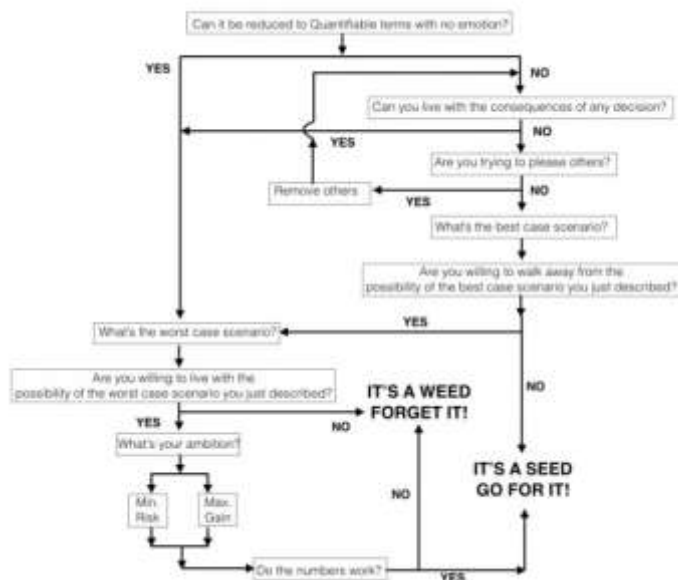 Can it be reduced to Quantifiable terms with no emotion?
YES
NO
Can you live with the consequences of any decision?
YES
NO
Are you trying to please others?
Remove others
YES
NO
What's the best case scenario?
Are you willing to walk away from the
possibility of the best case scenario you just described?
YES
What's the worst case scenario?
NO
Are you willing to live with the
possibility of the worst case scenario you just described?
IT'S A WEED
FORGET IT!
YES
NO
What's your ambition?
IT'S A SEED
GO FOR IT!
Min.
Risk
Max.
Gain
NO
Do the numbers work?
YES